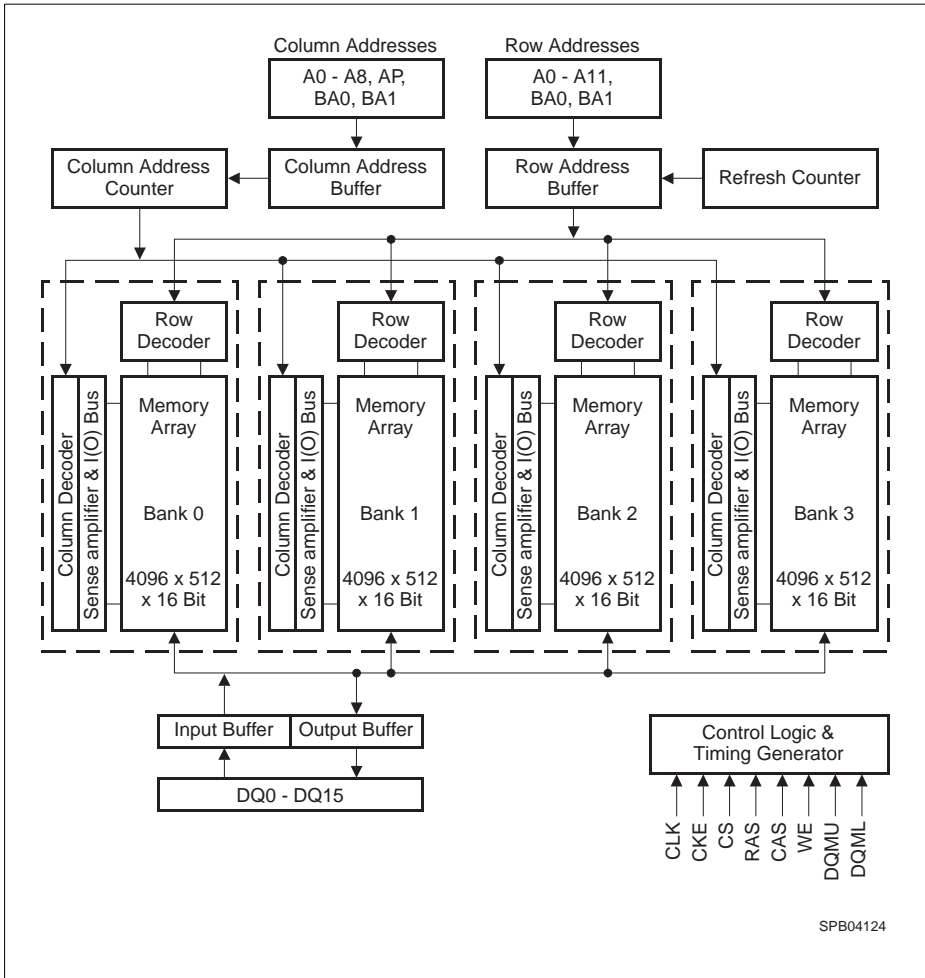 Column Addresses
Row Addresses
A0 - A8, AP,
BA0, BA1
A0 - A11,
BA0, BA1
Column Address
Counter
Column Address
Buffer
Row Address
Buffer
Refresh Counter
Row
Decoder
Row
Decoder
Row
Decoder
Row
Decoder
Column Decoder
Sense amplifier & I(O) Bus
Memory
Array
Bank 0
4096 x 512
x 16 Bit
Column Decoder
Sense amplifier & I(O) Bus
Memory
Array
Bank 1
4096 x 512
x 16 Bit
Column Decoder
Sense amplifier & I(O) Bus
Memory
Array
Bank 2
4096 x 512
x 16 Bit
Column Decoder
Sense amplifier & I(O) Bus
Memory
Array
Bank 3
4096 x 512
x 16 Bit
Input Buffer
Output Buffer
DQ0 - DQ15
Control Logic &
Timing Generator
CLK
CKE
CS
RAS
CAS
WE
DQMU
DQML
SPB04124